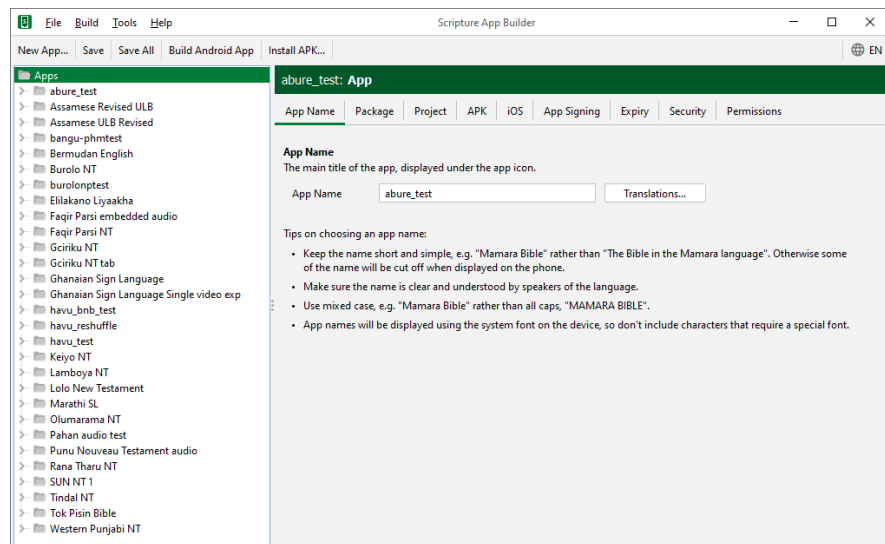 File Build Tools Help
Scripture App Builder
New App... Save Save All Build Android App Install APK... EN
Apps
abure_test
Assamese Revised ULB
Assamese ULB Revised
bangu-phmtest
Bermudan English
Burolo NT
burolonptest
Elilakano Liyaakha
Faqir Parsi embedded audio
Faqir Parsi NT
Gciriku NT
Gciriku NT tab
Ghanaian Sign Language
Ghanaian Sign Language Single video exp
havu_bnb_test
havu_reshuffle
havu_test
Keiyo NT
Lamboya NT
Lolo New Testament
Marathi SL
Olumarama NT
Pahan audio test
Punu Nouveau Testament audio
Rana Tharu NT
SUN NT 1
Tindal NT
Tok Pisin Bible
Western Punjabi NT
abure_test: App
App Name Package Project APK iOS App Signing Expiry Security Permissions
App Name
The main title of the app, displayed under the app icon.
App Name abure_test Translations...
Tips on choosing an app name:
• Keep the name short and simple, e.g. "Mamara Bible" rather than "The Bible in the Mamara language". Otherwise some
of the name will be cut off when displayed on the phone.
• Make sure the name is clear and understood by speakers of the language.
• Use mixed case, e.g. "Mamara Bible" rather than all caps, "MAMARA BIBLE".
• App names will be displayed using the system font on the device, so don't include characters that require a special font.